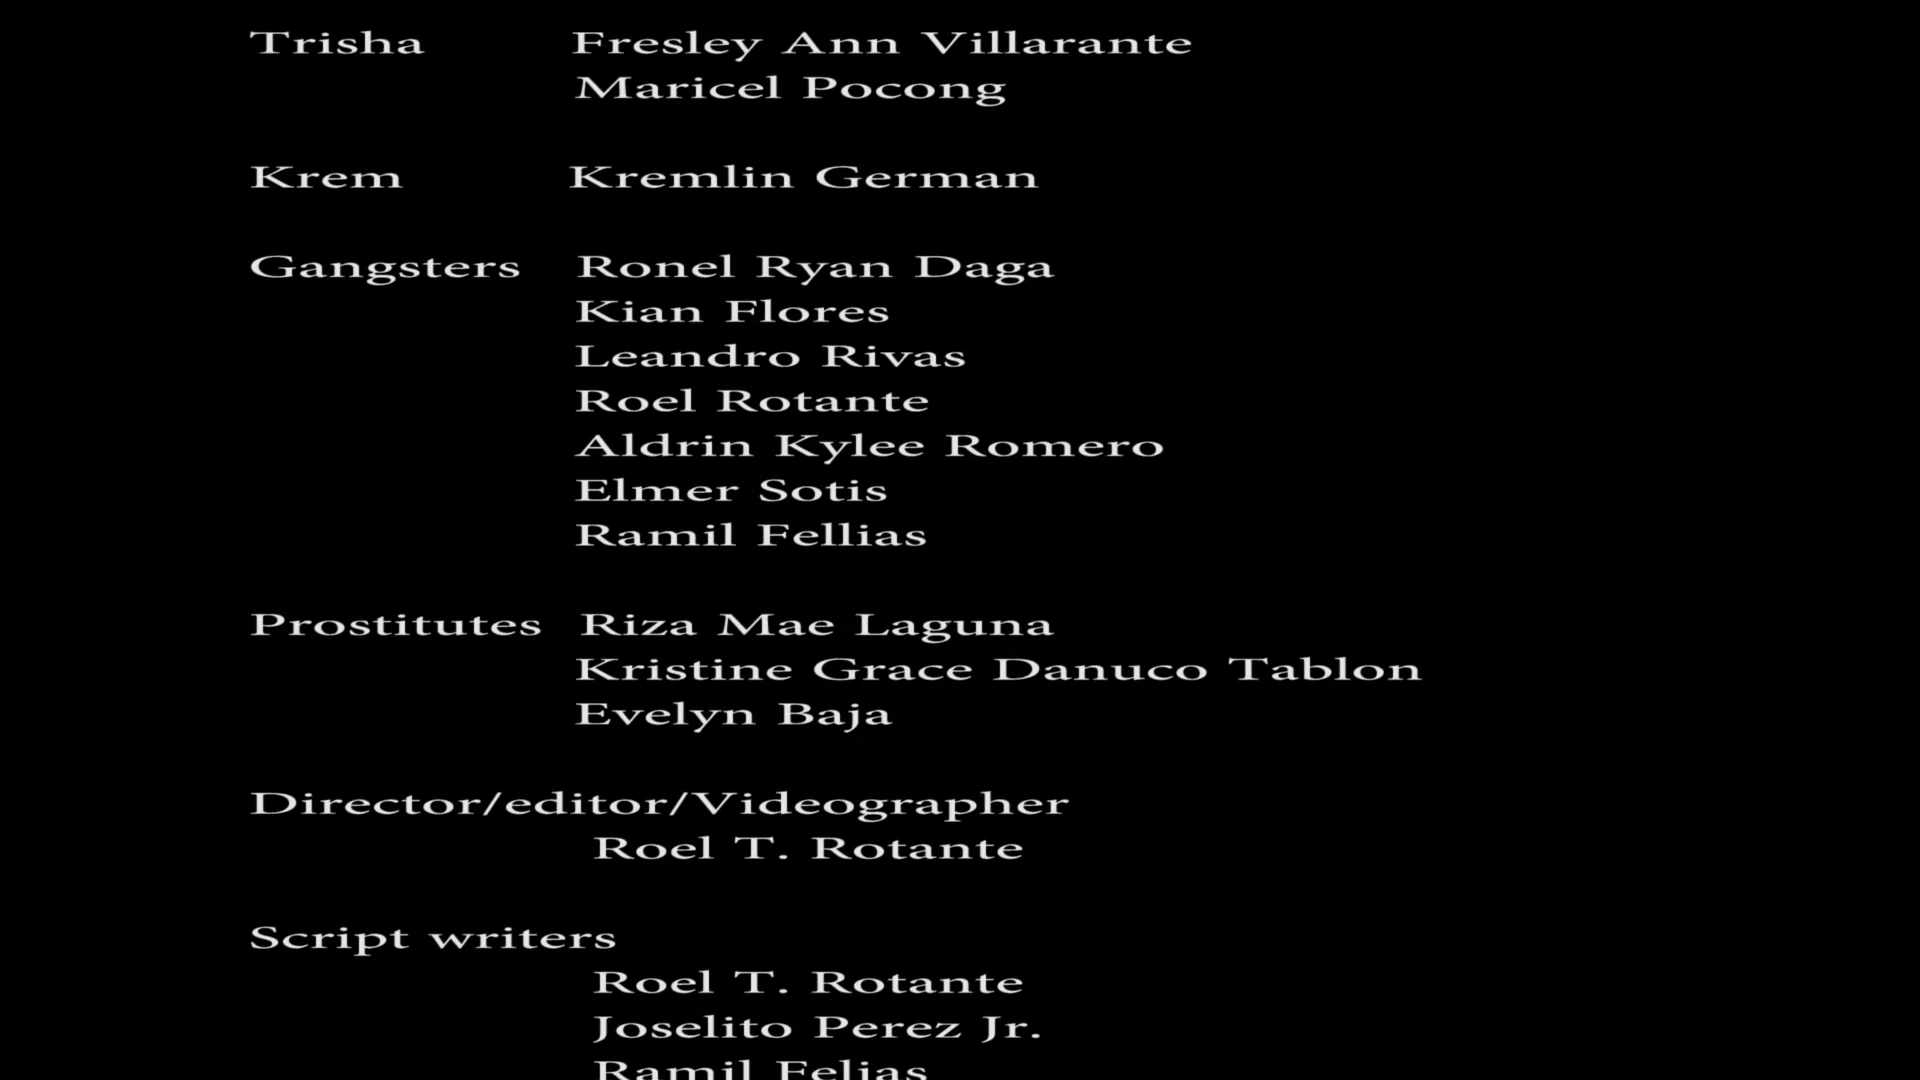 Trisha Fresley Ann Villarante
Maricel Pocong
Krem Kremlin German
Gangsters Ronel Ryan Daga
Kian Flores
Leandro Rivas
Roel Rotante
Aldrin Kylee Romero
Elmer Sotis
Ramil Fellias
Prostitutes Riza Mae Laguna
Kristine Grace Danuco Tablon
Evelyn Baja
Director/editor/Videographer
Roel T. Rotante
Script writers
Roel T. Rotante
Joselito Perez Jr.
Ramil Felias